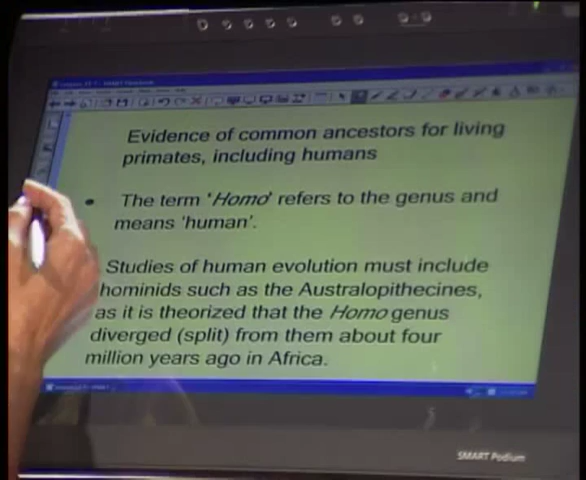 Evidence of common ancestors for living
primates, including humans
• The term 'Homo' refers to the genus and
means 'human'.
Studies of human evolution must include
hominids such as the Australopithecines,
as it is theorized that the Homo genus
diverged (split) from them about four
million years ago in Africa.
SMART Podium